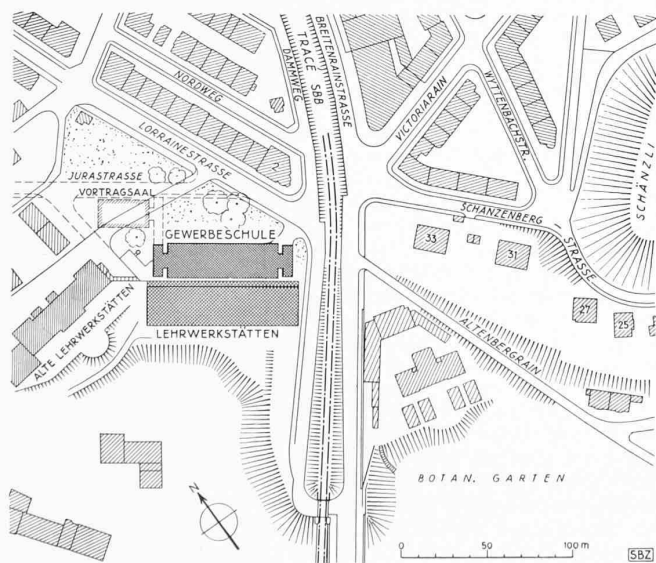 NORDWEG
LORRAINESTRASSE
2
DAMMWEG
TRACE SBB
BREITENRAINSTRASSE
VICTORIARAIN
WYTTENBACHSTR.
SCHÄNZLI
JURASTRASSE
VORTRAGSAAL
GEWERBESCHULE
ALTE LEHRWERKSTÄTTEN
LEHRWERKSTÄTTEN
SCHANZENBERG
STRASSE
33
31
27
25
ALTENBERGRAIN
BOTAN. GARTEN
N
0 50 100 m
SBZ